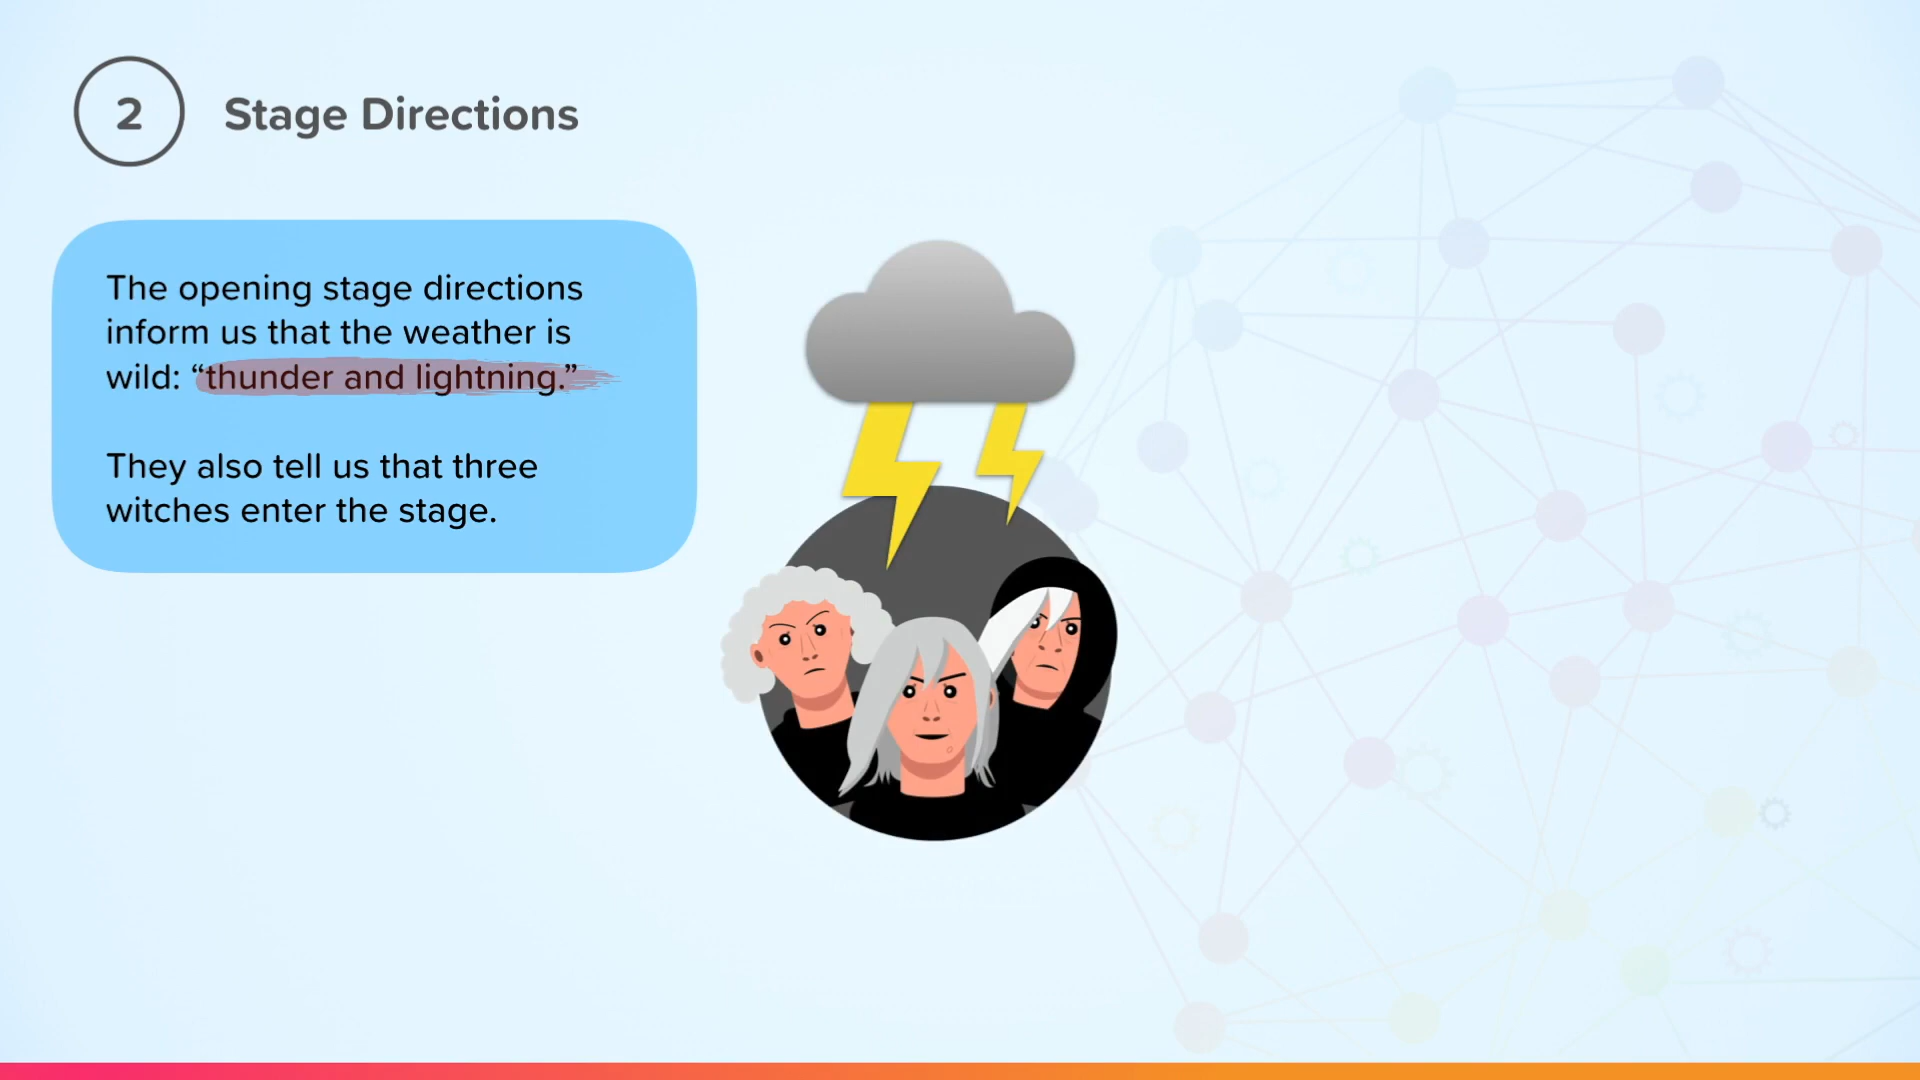 2
Stage Directions
The opening stage directions
inform us that the weather is
wild: “thunder and lightning.”
They also tell us that three
witches enter the stage.